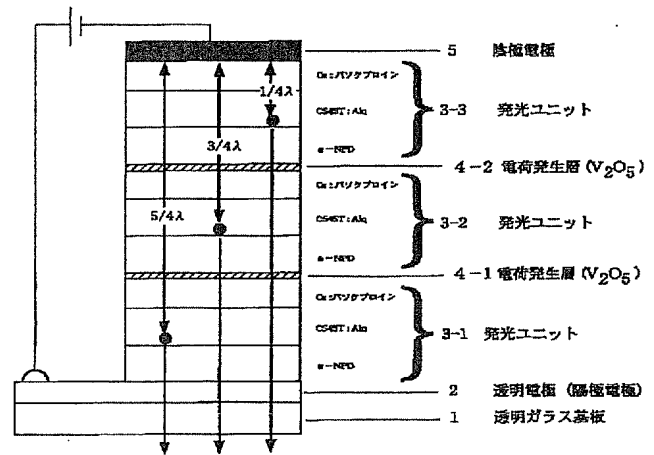 5 陰極電極
Cs:バソクプロイン
1/4λ
C545T:Alq
3-3 発光ユニット
3/4λ
α-NPD
4-2 電荷発生層(V2O5)
Cs:バソクプロイン
5/4λ
C545T:Alq
3-2 発光ユニット
α-NPD
4-1 電荷発生層(V2O5)
Cs:バソクプロイン
C545T:Alq
3-1 発光ユニット
α-NPD
2 透明電極(陽極電極)
1 透明ガラス基板